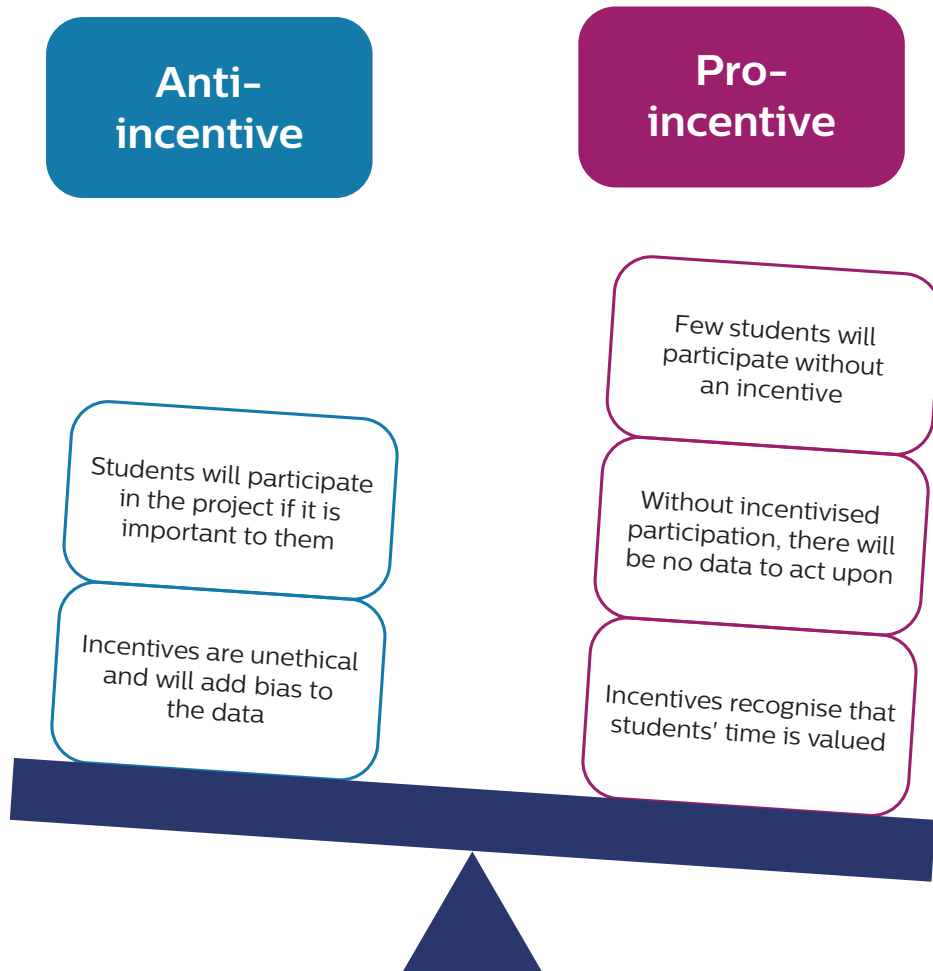 Anti-
incentive
Students will participate
in the project if it is
important to them
Incentives are unethical
and will add bias to
the data
Pro-
incentive
Few students will
participate without
an incentive
Without incentivised
participation, there will
be no data to act upon
Incentives recognise that
students' time is valued